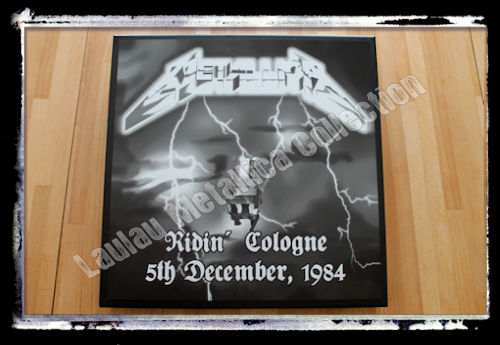 Metallica
Ridin´ Cologne
5th December, 1984
Laulau Metallica Collection